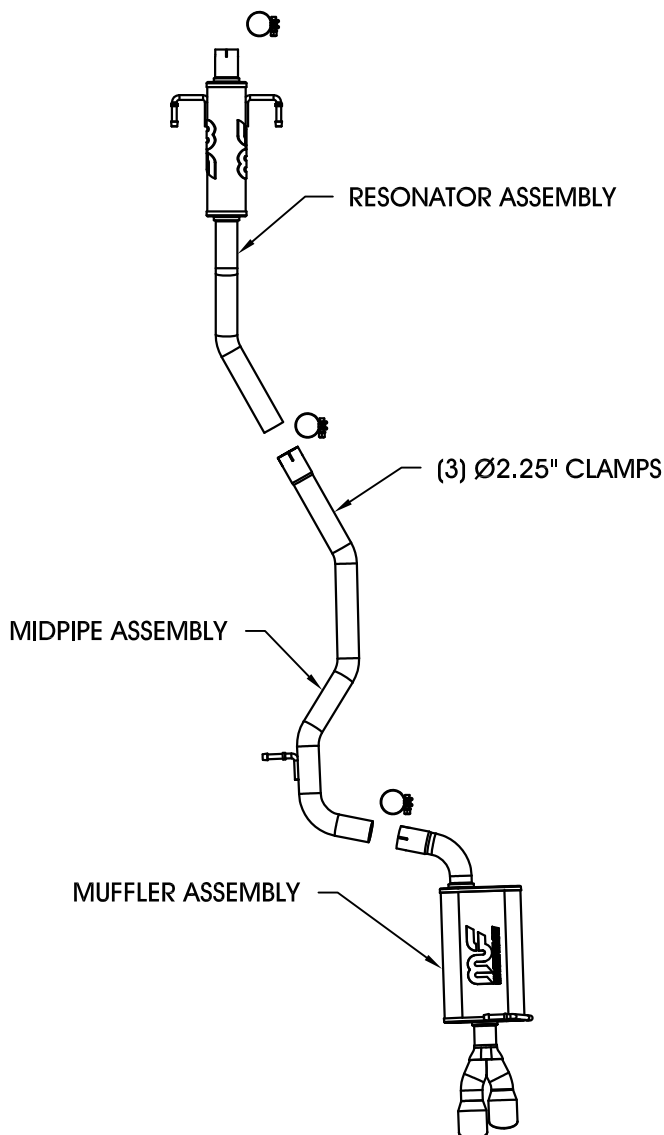 RESONATOR ASSEMBLY
(3) Ø2.25" CLAMPS
MIDPIPE ASSEMBLY
MUFFLER ASSEMBLY